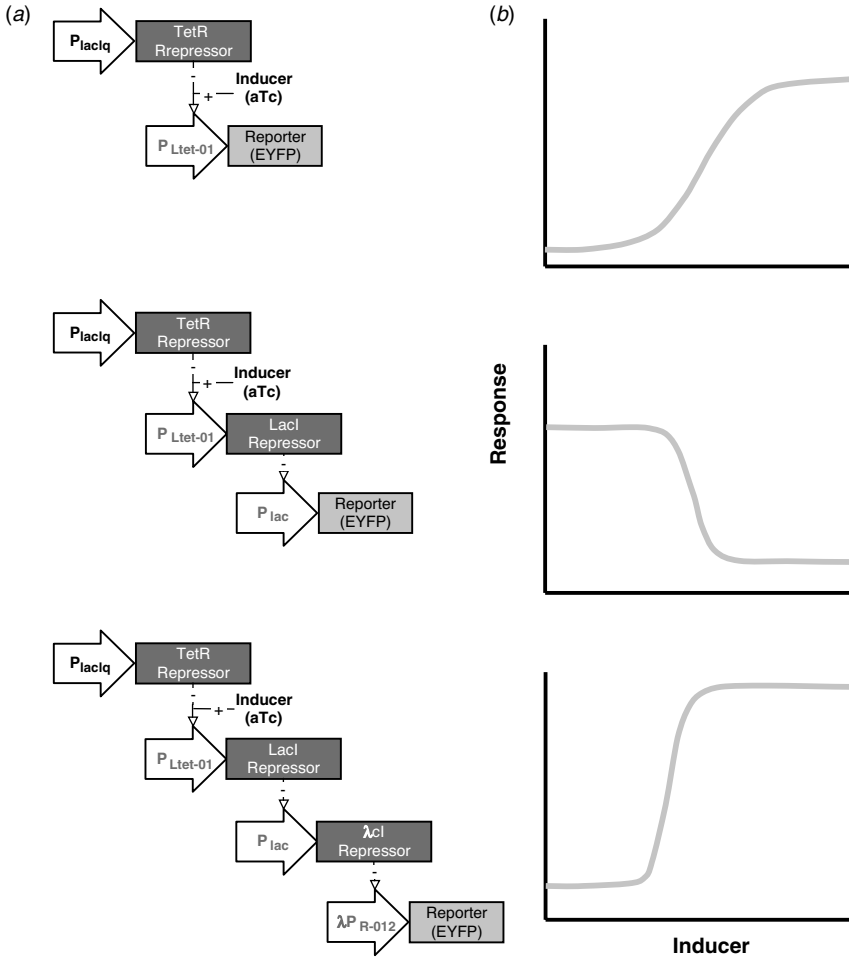 (a)
(b)
PlacIq
TetR
Rrepressor
-
+
Inducer
(aTc)
P Ltet-01
Reporter
(EYFP)
PlacIq
TetR
Repressor
-
+
Inducer
(aTc)
P Ltet-01
LacI
Repressor
-
P lac
Reporter
(EYFP)
Response
PlacIq
TetR
Repressor
-
+
Inducer
(aTc)
P Ltet-01
LacI
Repressor
-
P lac
λcI
Repressor
-
λP R-012
Reporter
(EYFP)
Inducer